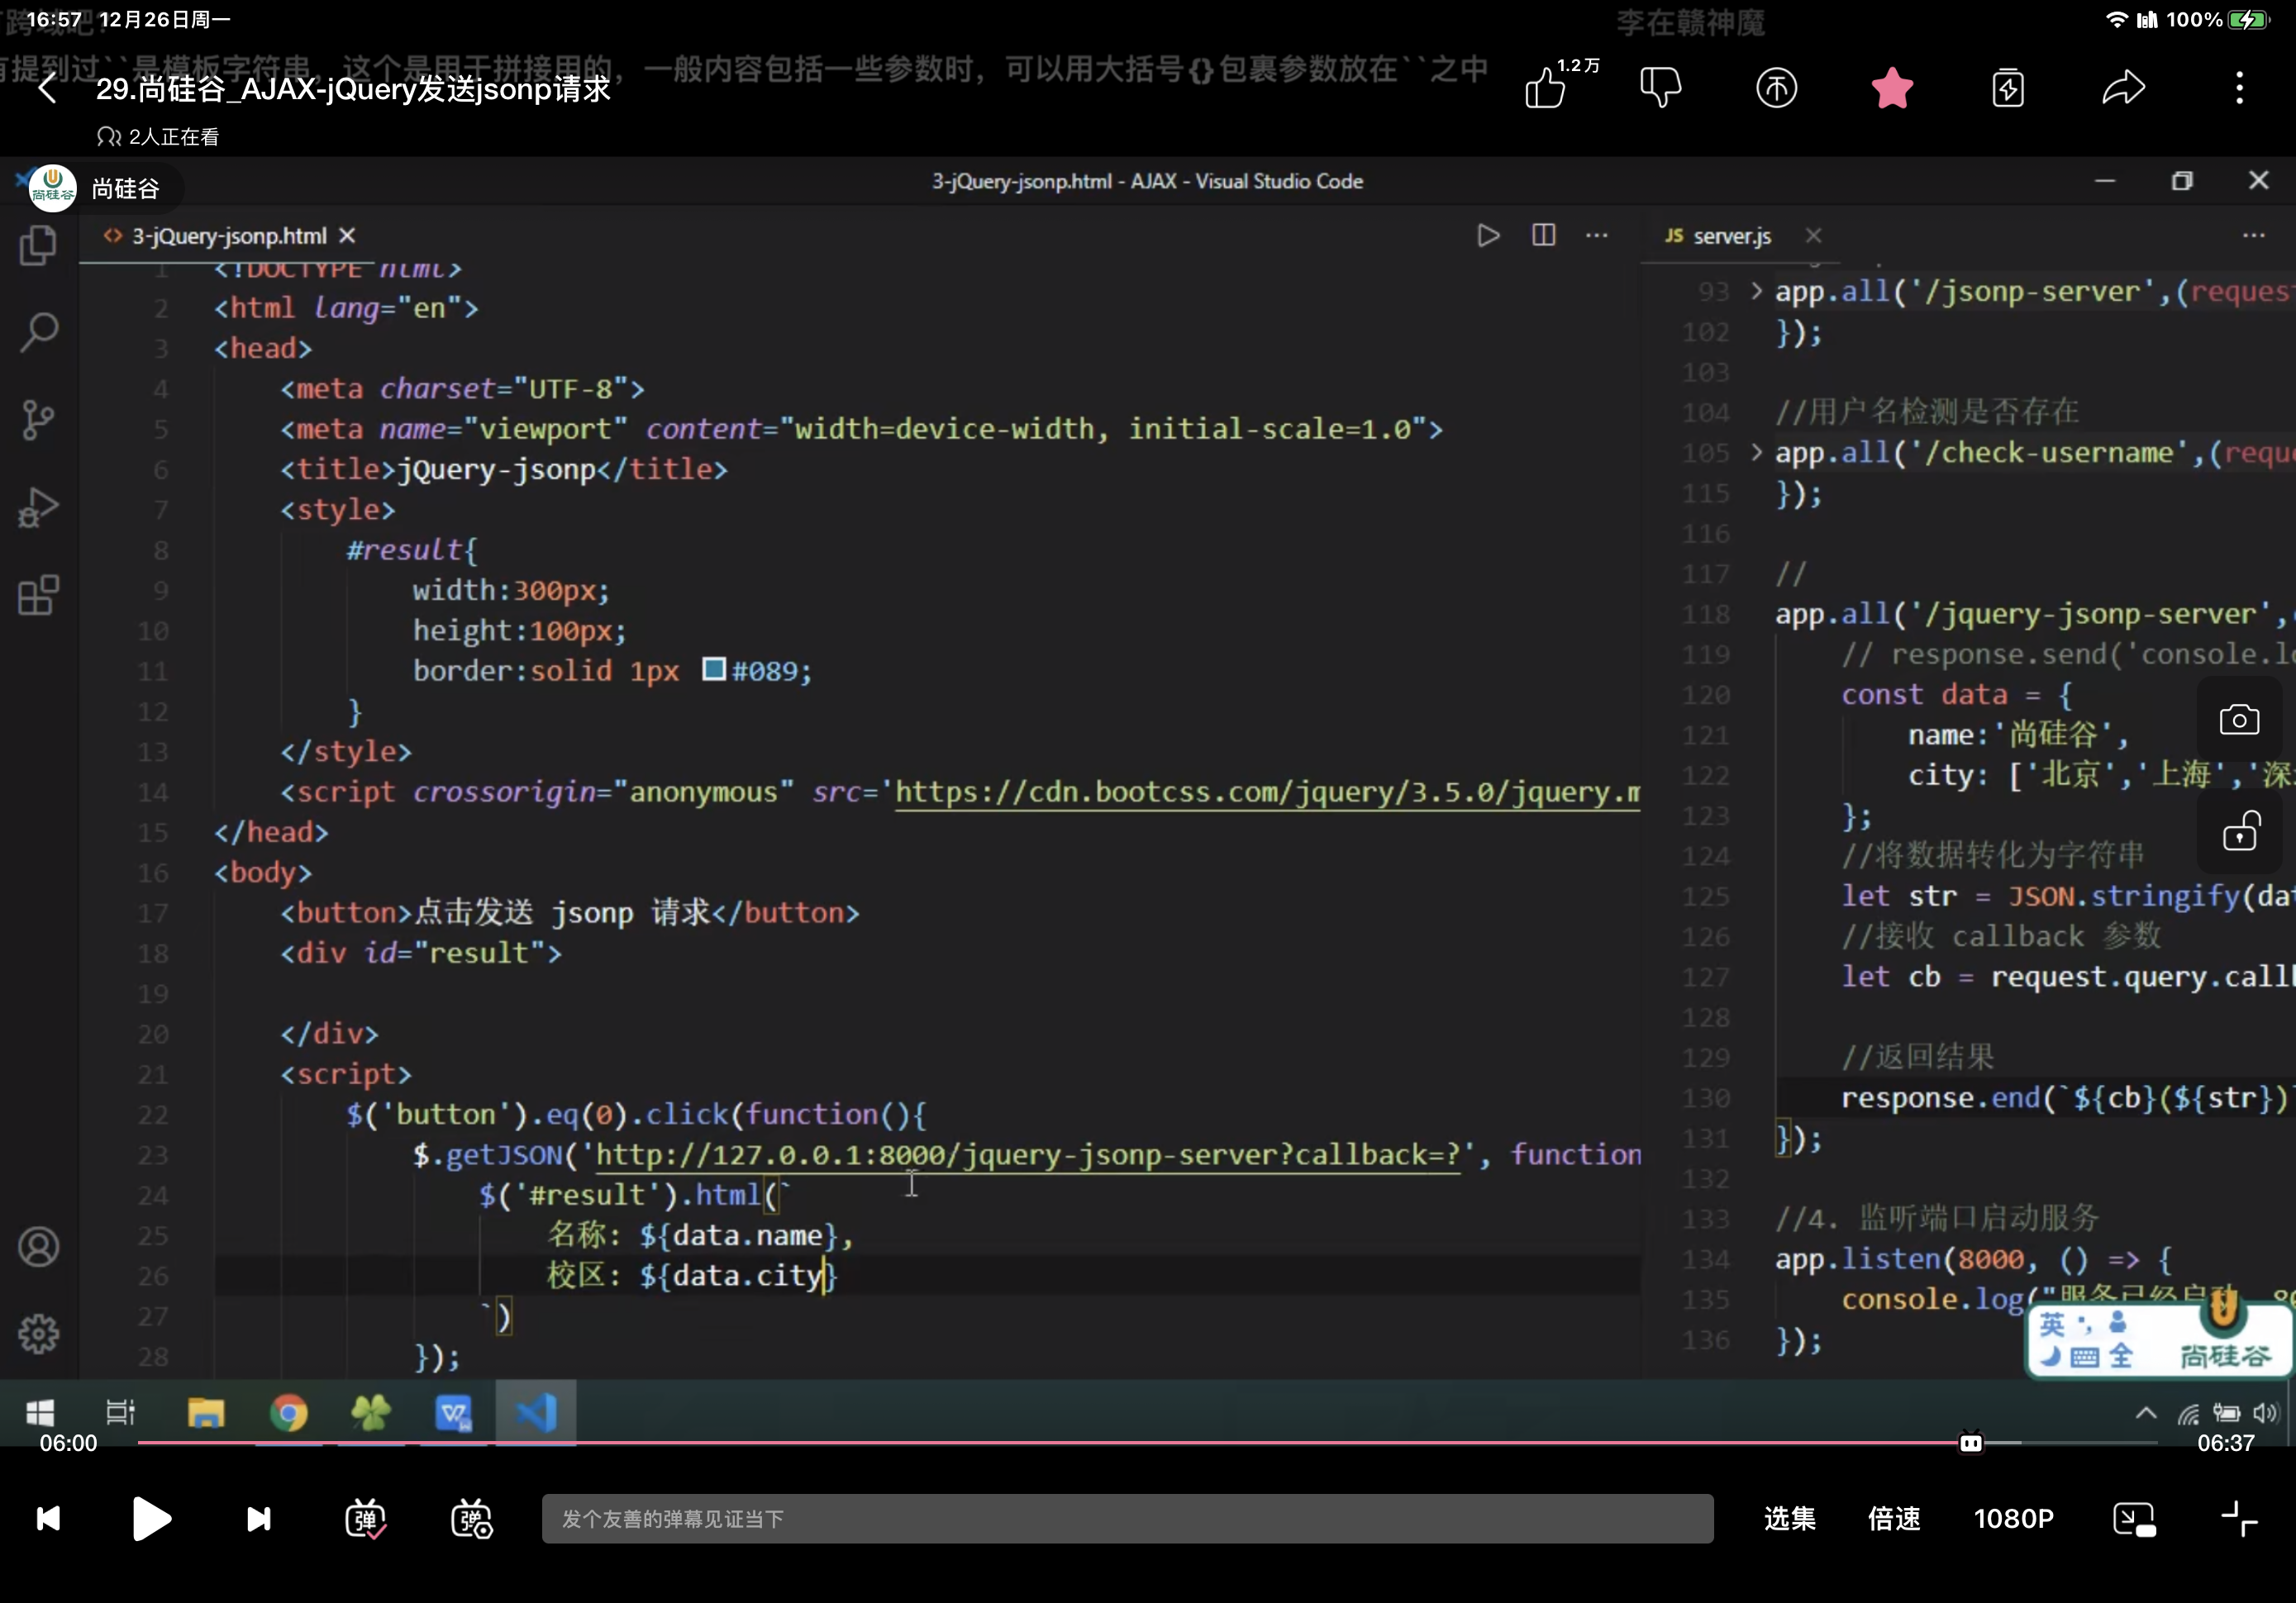 16:57 12月26日周一
跨域吧?
李在赣神魔
100%
有提到过``是模板字符串，这个是用于拼接用的，一般内容包括一些参数时，可以用大括号{}包裹参数放在``之中
29.尚硅谷_AJAX-jQuery发送jsonp请求
1.2万
2人正在看
尚硅谷
3-jQuery-jsonp.html - AJAX - Visual Studio Code
3-jQuery-jsonp.html
1 <!DOCTYPE html>
2 <html lang="en">
3 <head>
4 <meta charset="UTF-8">
5 <meta name="viewport" content="width=device-width, initial-scale=1.0">
6 <title>jQuery-jsonp</title>
7 <style>
8 #result{
9 width:300px;
10 height:100px;
11 border:solid 1px #089;
12 }
13 </style>
14 <script crossorigin="anonymous" src='https://cdn.bootcss.com/jquery/3.5.0/jquery.m
15 </head>
16 <body>
17 <button>点击发送 jsonp 请求</button>
18 <div id="result">
19
20 </div>
21 <script>
22 $('button').eq(0).click(function(){
23 $.getJSON('http://127.0.0.1:8000/jquery-jsonp-server?callback=?', function
24 $('#result').html(`
25 名称: ${data.name},
26 校区: ${data.city}
27 `)
28 });
JS server.js
93 app.all('/jsonp-server',(reques
102 });
103
104 //用户名检测是否存在
105 app.all('/check-username',(reque
115 });
116
117 //
118 app.all('/jquery-jsonp-server',
119 // response.send('console.lo
120 const data = {
121 name:'尚硅谷',
122 city: ['北京','上海','深
123 };
124 //将数据转化为字符串
125 let str = JSON.stringify(dat
126 //接收 callback 参数
127 let cb = request.query.callb
128
129 //返回结果
130 response.end(`${cb}(${str})`
131 });
132
133 //4. 监听端口启动服务
134 app.listen(8000, () => {
135 console.log("服务已经启动
136 });
英
全
尚硅谷
06:00
06:37
弹
弹
发个友善的弹幕见证当下
选集
倍速
1080P